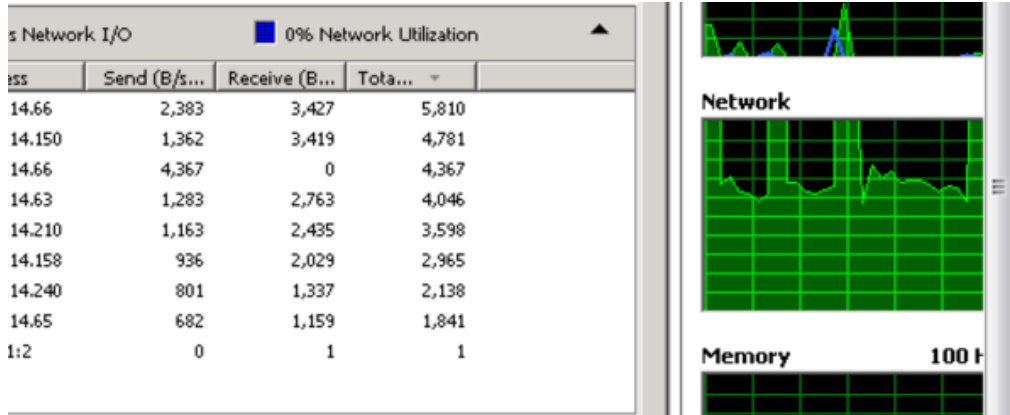 s Network I/O 0% Network Utilization
ess Send (B/s... Receive (B... Tota...
14.66 2,383 3,427 5,810
14.150 1,362 3,419 4,781
14.66 4,367 0 4,367
14.63 1,283 2,763 4,046
14.210 1,163 2,435 3,598
14.158 936 2,029 2,965
14.240 801 1,337 2,138
14.65 682 1,159 1,841
1:2 0 1 1
Network
Memory 100 H